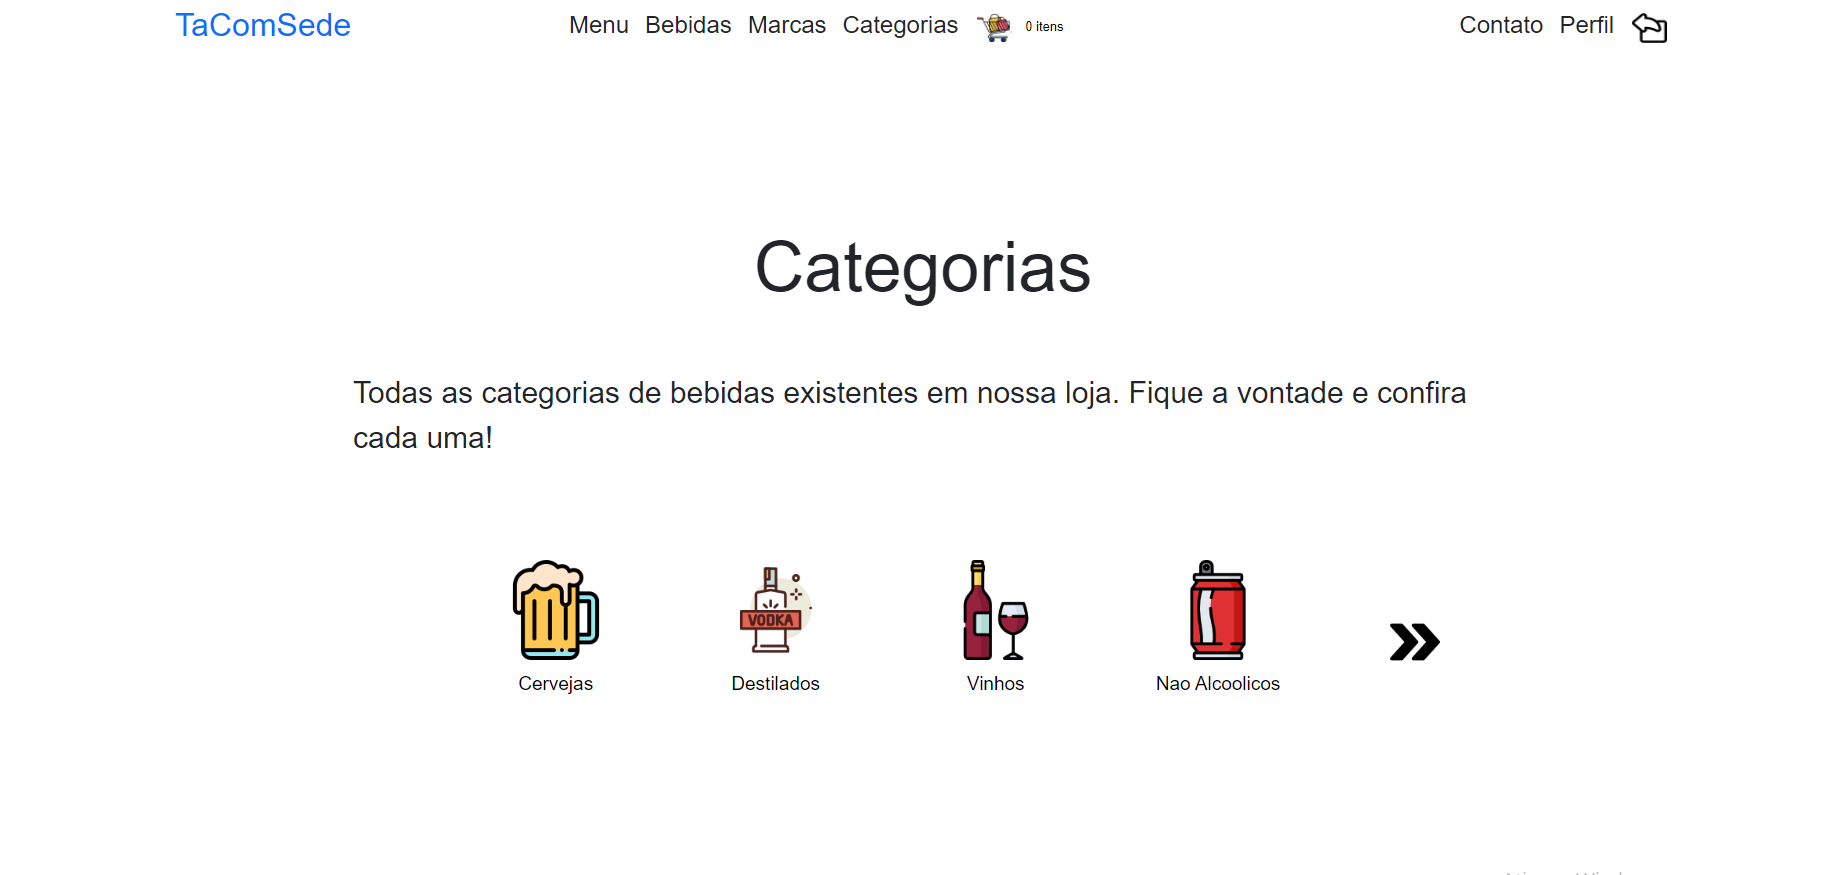 TaComSede
Menu Bebidas Marcas Categorias 0 itens
Contato Perfil
Categorias
Todas as categorias de bebidas existentes em nossa loja. Fique a vontade e confira
cada uma!
VODKA
Cervejas
Destilados
Vinhos
Nao Alcoolicos